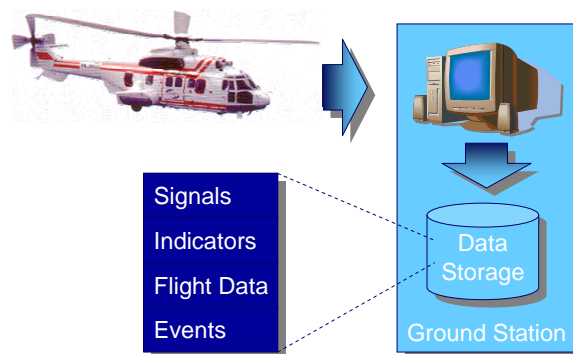 Signals
Indicators
Flight Data
Events
Data
Storage
Ground Station